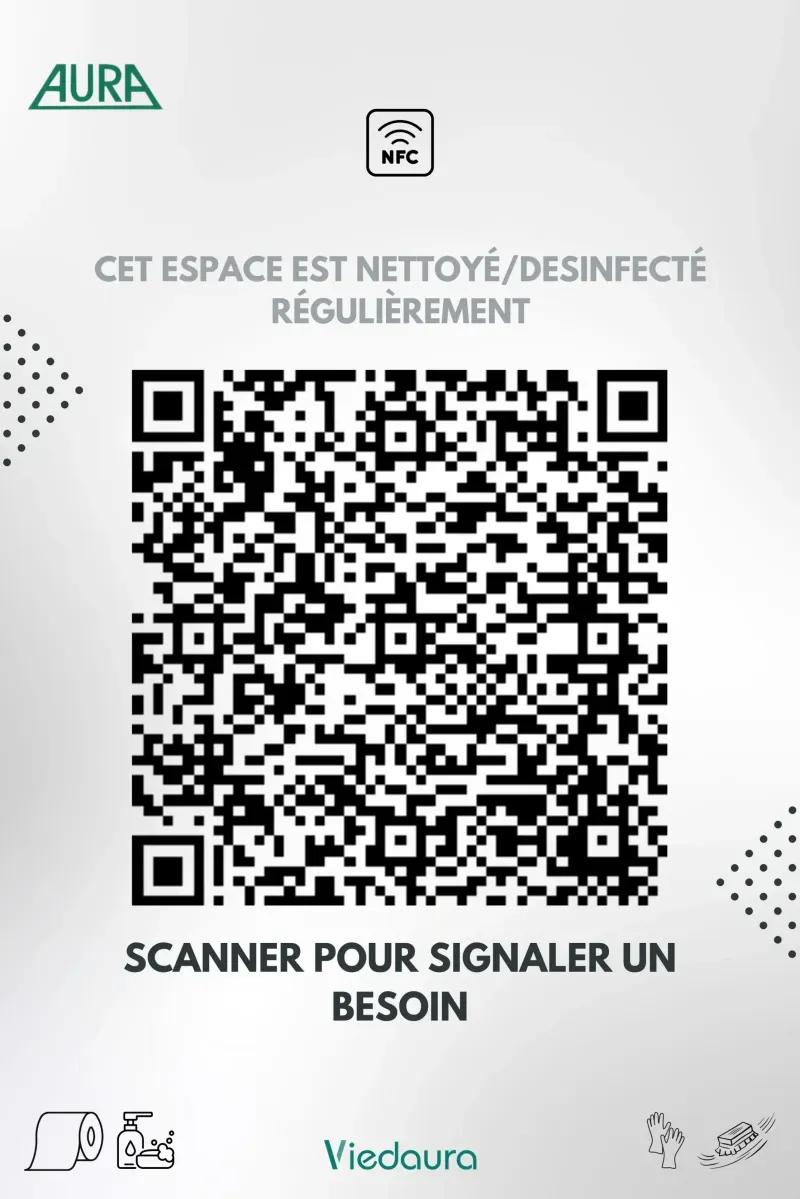 AURA
NFC
CET ESPACE EST NETTOYÉ/DESINFECTÉ
RÉGULIÈREMENT
SCANNER POUR SIGNALER UN
BESOIN
Viedaura